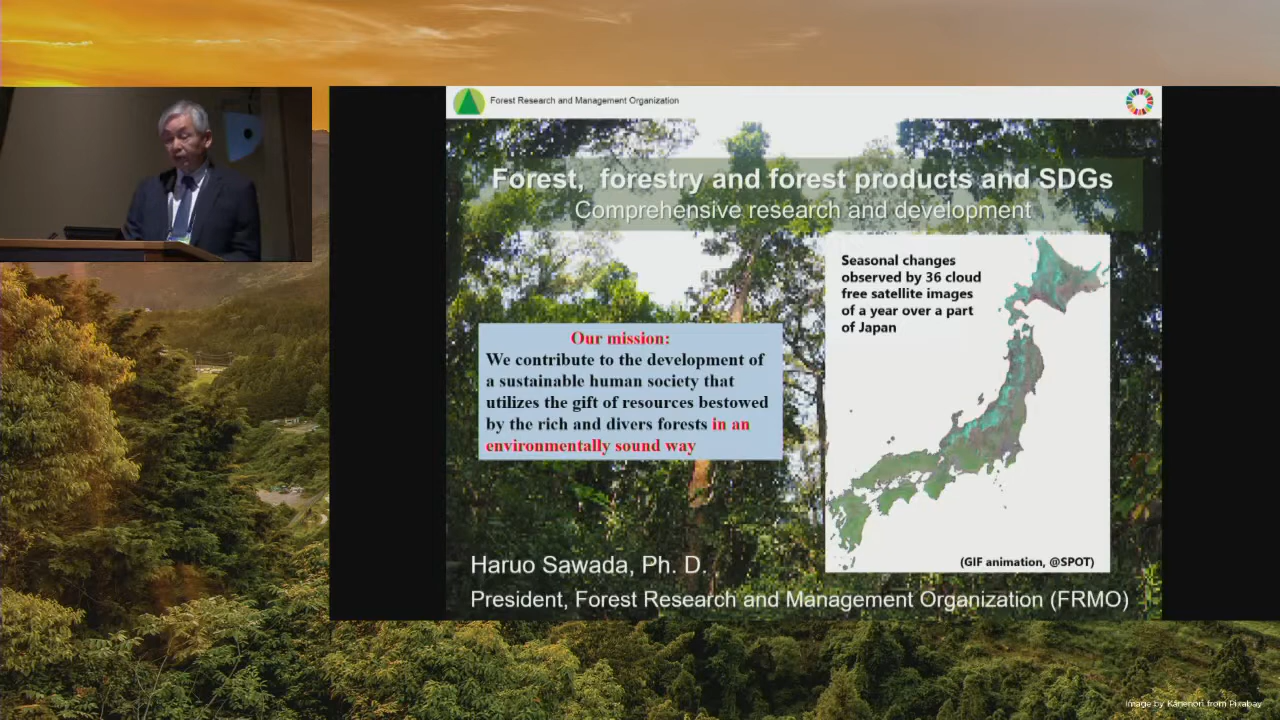 Forest Research and Management Organization
Forest, forestry and forest products and SDGs
Comprehensive research and development
Seasonal changes
observed by 36 cloud
free satellite images
of a year over a part
of Japan
Our mission:
We contribute to the development of
a sustainable human society that
utilizes the gift of resources bestowed
by the rich and divers forests in an
environmentally sound way
(GIF animation, @SPOT)
Haruo Sawada, Ph. D.
President, Forest Research and Management Organization (FRMO)
Image by Kanenori from Pixabay